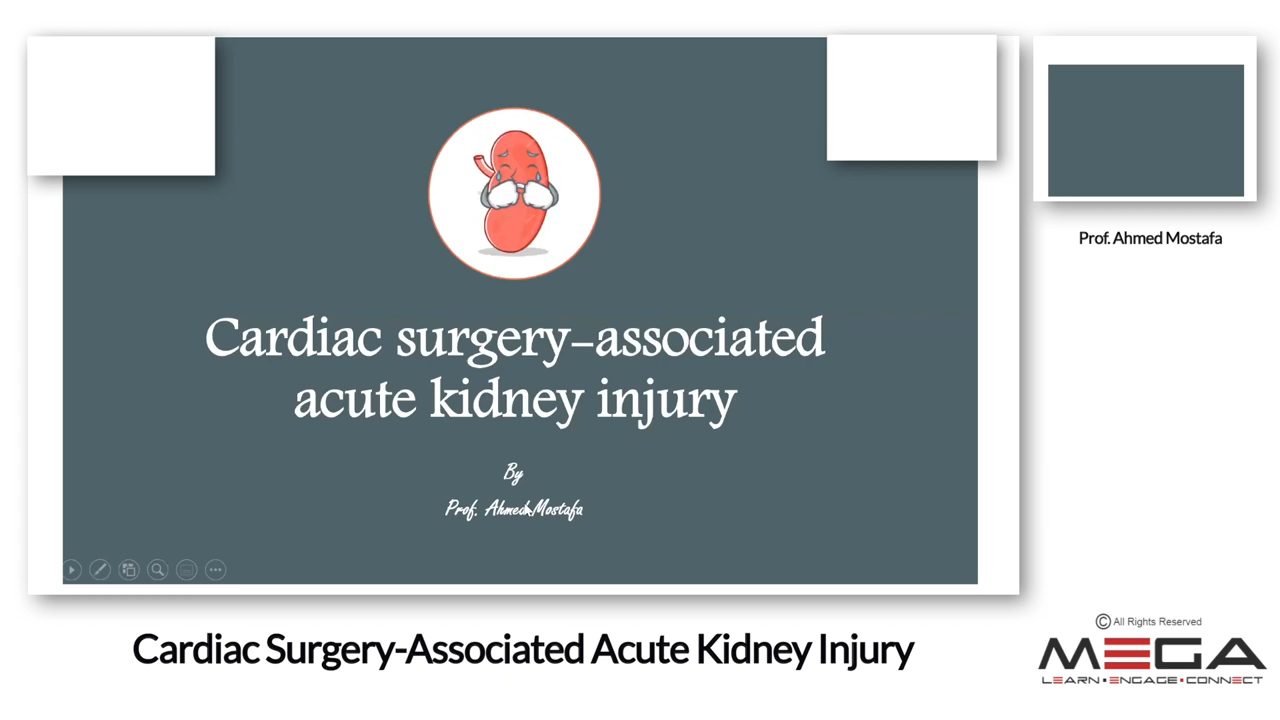 Cardiac surgery-associated
acute kidney injury
By
Prof. Ahmed Mostafa
Prof. Ahmed Mostafa
Cardiac Surgery-Associated Acute Kidney Injury
© All Rights Reserved
MEGA
LEARN • ENGAGE • CONNECT